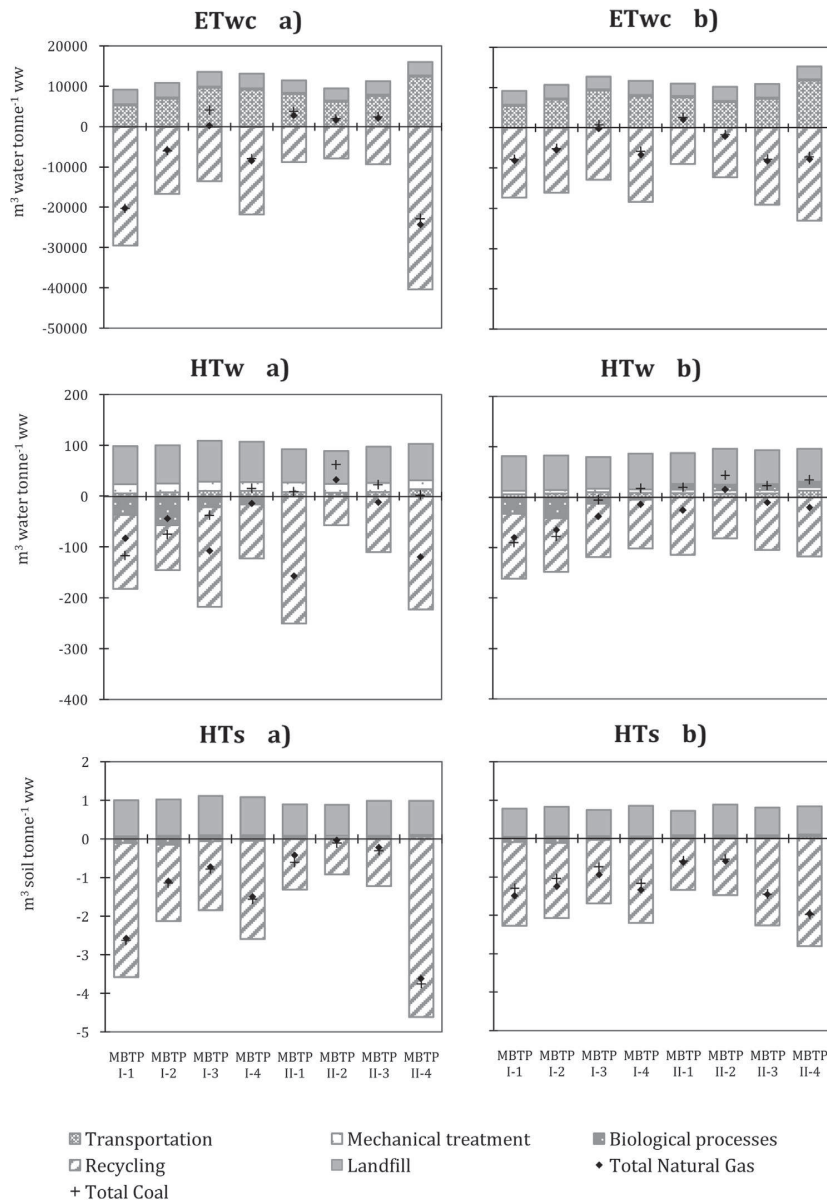 ETwc a)
ETwc b)
20000
10000
0
-10000
-20000
-30000
-40000
-50000
m³ water tonne⁻¹ ww
HTw a)
HTw b)
200
100
0
-100
-200
-300
-400
m³ water tonne⁻¹ ww
HTs a)
HTs b)
2
1
0
-1
-2
-3
-4
-5
m³ soil tonne⁻¹ ww
MBTP MBTP MBTP MBTP MBTP MBTP MBTP MBTP
I-1 I-2 I-3 I-4 II-1 II-2 II-3 II-4
MBTP MBTP MBTP MBTP MBTP MBTP MBTP MBTP
I-1 I-2 I-3 I-4 II-1 II-2 II-3 II-4
Transportation Mechanical treatment Biological processes
Recycling Landfill Total Natural Gas
Total Coal